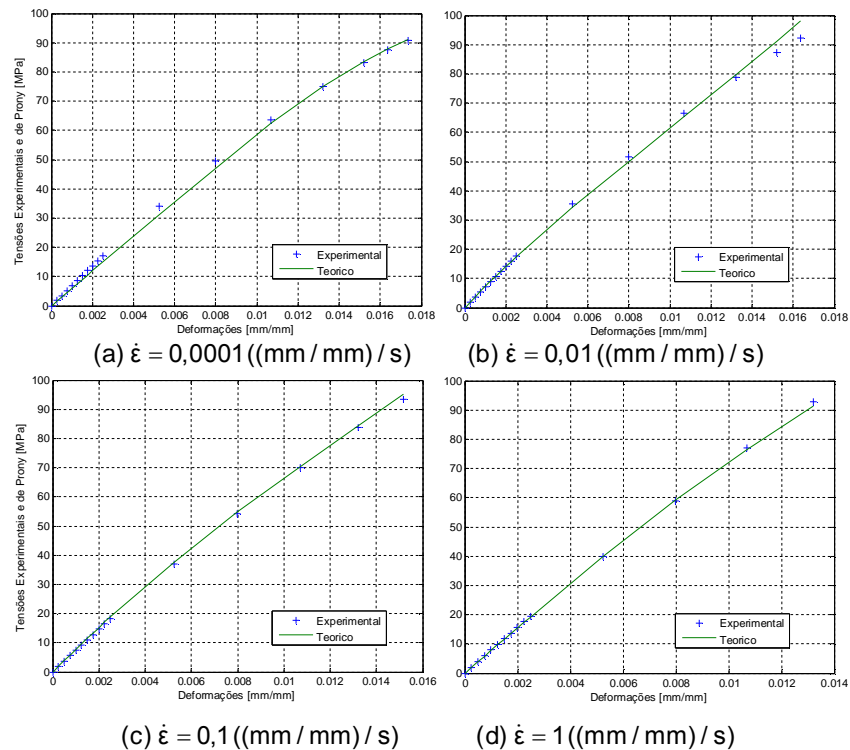 100
90
80
70
60
50
40
30
20
10
0
Tensões Experimentais e de Prony [MPa]
Experimental
Teorico
0 0.002 0.004 0.006 0.008 0.01 0.012 0.014 0.016 0.018
Deformações [mm/mm]
(a) ε̇ = 0,0001 ((mm / mm) / s)
100
90
80
70
60
50
40
30
20
10
0
Experimental
Teorico
0 0.002 0.004 0.006 0.008 0.01 0.012 0.014 0.016 0.018
Deformações [mm/mm]
(b) ε̇ = 0,01 ((mm / mm) / s)
100
90
80
70
60
50
40
30
20
10
0
Tensões Experimentais e de Prony [MPa]
Experimental
Teorico
0 0.002 0.004 0.006 0.008 0.01 0.012 0.014 0.016
Deformações [mm/mm]
(c) ε̇ = 0,1 ((mm / mm) / s)
100
90
80
70
60
50
40
30
20
10
0
Experimental
Teorico
0 0.002 0.004 0.006 0.008 0.01 0.012 0.014
Deformações [mm/mm]
(d) ε̇ = 1 ((mm / mm) / s)